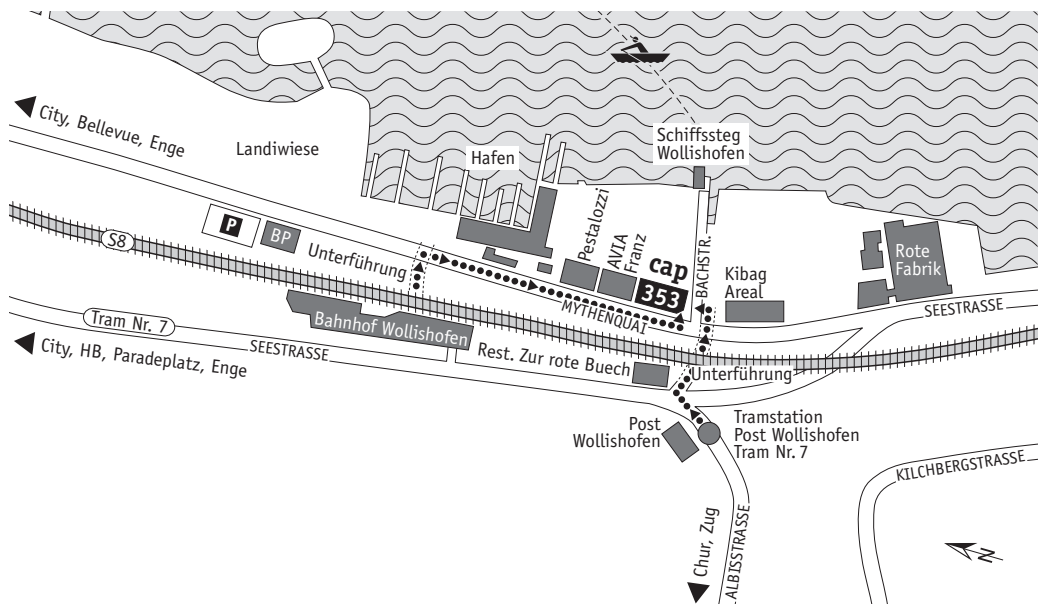 City, Bellevue, Enge
Landiwiese
Hafen
Schiffssteg
Wollishofen
P
BP
S8
Unterführung
Pestalozzi
AVIA
Franz
cap
353
BACHSTR.
Kibag
Areal
Rote
Fabrik
MYTHENQUAI
SEESTRASSE
Tram Nr. 7
Bahnhof Wollishofen
City, HB, Paradeplatz, Enge
SEESTRASSE
Rest. Zur rote Buech
Unterführung
Post
Wollishofen
Tramstation
Post Wollishofen
Tram Nr. 7
KILCHBERGSTRASSE
Chur, Zug
ALBISSTRASSE
N